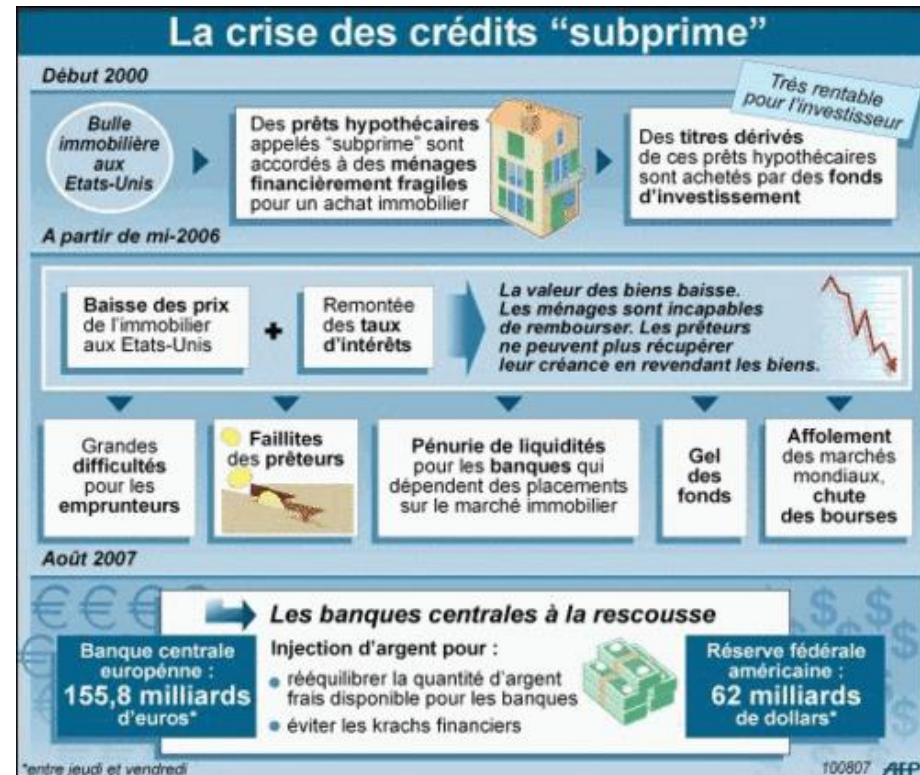 La crise des crédits “subprime”
Début 2000
Bulle
immobilière
aux
Etats-Unis
Des prêts hypothécaires
appelés “subprime” sont
accordés à des ménages
financièrement fragiles
pour un achat immobilier
Très rentable
pour l'investisseur
Des titres dérivés
de ces prêts hypothécaires
sont achetés par des fonds
d'investissement
A partir de mi-2006
Baisse des prix
de l'immobilier
aux Etats-Unis
+
Remontée
des taux
d'intérêts
La valeur des biens baisse.
Les ménages sont incapables
de rembourser. Les prêteurs
ne peuvent plus récupérer
leur créance en revendant les biens.
Grandes
difficultés
pour les
emprunteurs
Faillites
des prêteurs
Pénurie de liquidités
pour les banques qui
dépendent des placements
sur le marché immobilier
Gel
des
fonds
Affolement
des marchés
mondiaux,
chute
des bourses
Août 2007
Les banques centrales à la rescousse
Banque centrale
europénne :
155,8 milliards
d'euros*
Injection d'argent pour :
• rééquilibrer la quantité d'argent
frais disponible pour les banques
• éviter les krachs financiers
Réserve fédérale
américaine :
62 milliards
de dollars*
*entre jeudi et vendredi
100807 AFP